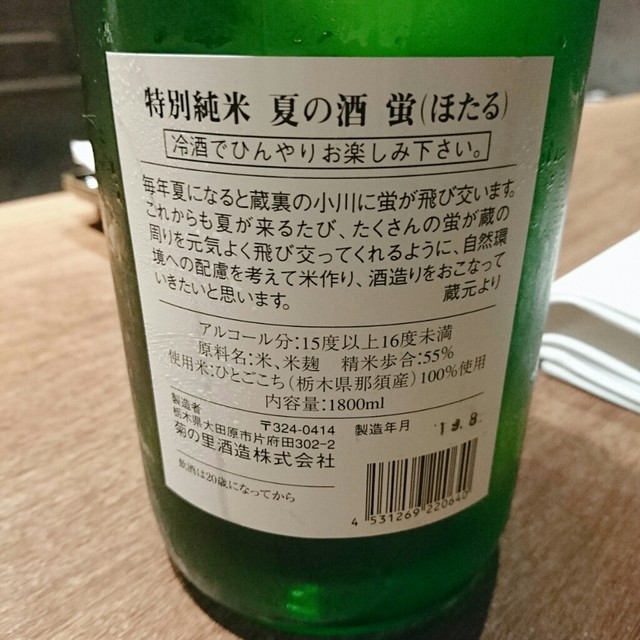 特別純米 夏の酒 蛍(ほたる)
冷酒でひんやりお楽しみ下さい。
毎年夏になると蔵裏の小川に蛍が飛び交います。
これからも夏が来るたび、たくさんの蛍が蔵の
周りを元気よく飛び交ってくれるように、自然環
境への配慮を考えて米作り、酒造りをおこなって
いきたいと思います。 蔵元より
アルコール分:15度以上16度未満
原料名:米、米麹 精米歩合:55%
使用米:ひとごこち(栃木県那須産)100%使用
内容量:1800ml
製造者
〒324-0414
栃木県大田原市片府田302-2
菊の里酒造株式会社
製造年月 19.8.
飲酒は20歳になってから
4 531269 220640